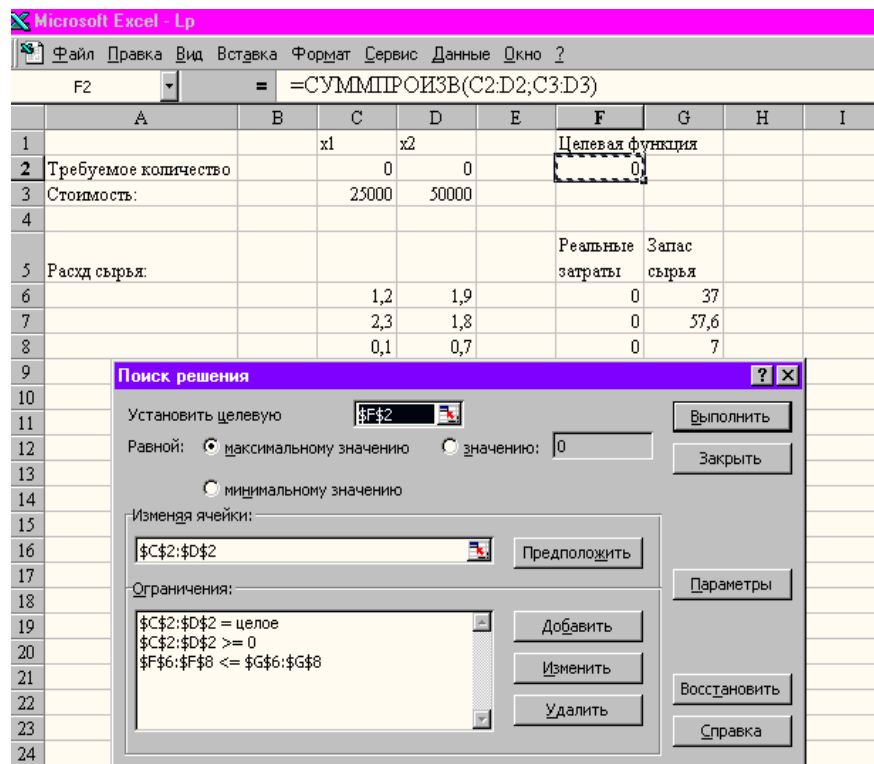 Microsoft Excel - Lp
Файл Правка Вид Вставка Формат Сервис Данные Окно ?
F2 = =СУММПРОИЗВ(C2:D2;C3:D3)
A B C D E F G H I
1 x1 x2 Целевая функция
2 Требуемое количество 0 0 0
3 Стоимость: 25000 50000
4
Реальные Запас
5 Расхд сырья: затраты сырья
6 1,2 1,9 0 37
7 2,3 1,8 0 57,6
8 0,1 0,7 0 7
9 Поиск решения ? ×
10
11 Установить целевую $F$2 Выполнить
12 Равной: максимальному значению значению: 0 Закрыть
13
14 минимальному значению
15 Изменяя ячейки:
16 $C$2:$D$2 Предположить
17 Параметры
18 Ограничения:
19 $C$2:$D$2 = целое Добавить
20 $C$2:$D$2 >= 0
21 $F$6:$F$8 <= $G$6:$G$8 Изменить
22 Удалить Восстановить
23 Справка
24